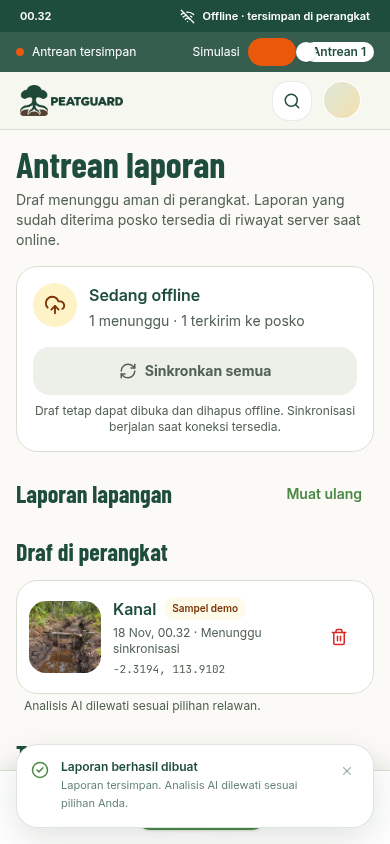 00.32
Offline · tersimpan di perangkat
Antrean tersimpan
Simulasi
Antrean 1
PEATGUARD
Antrean laporan
Draf menunggu aman di perangkat. Laporan yang
sudah diterima posko tersedia di riwayat server saat
online.
Sedang offline
1 menunggu · 1 terkirim ke posko
Sinkronkan semua
Draf tetap dapat dibuka dan dihapus offline. Sinkronisasi
berjalan saat koneksi tersedia.
Laporan lapangan
Muat ulang
Draf di perangkat
Kanal
Sampel demo
18 Nov, 00.32 · Menunggu
sinkronisasi
-2.3194, 113.9102
Analisis AI dilewati sesuai pilihan relawan.
Laporan berhasil dibuat
Laporan tersimpan. Analisis AI dilewati sesuai
pilihan Anda.